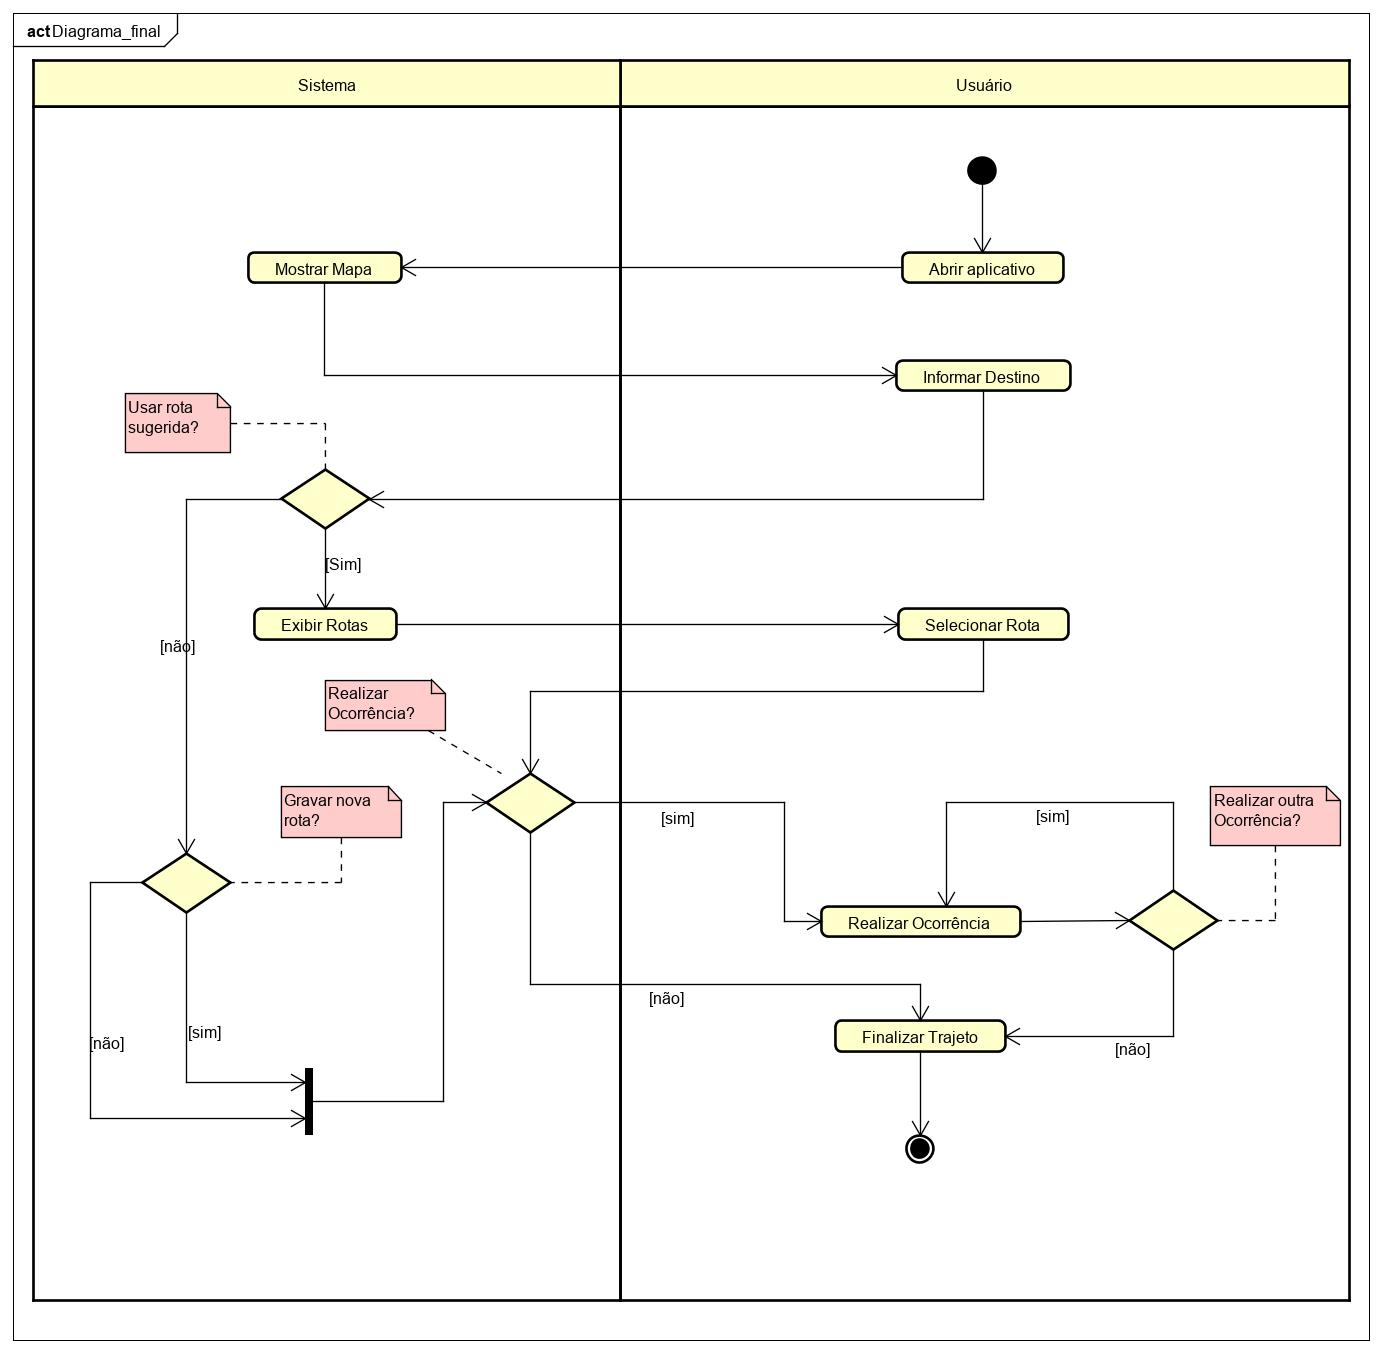 act Diagrama_final
Sistema
Usuário
Mostrar Mapa
Abrir aplicativo
Informar Destino
Usar rota
sugerida?
[Sim]
Exibir Rotas
Selecionar Rota
[não]
Realizar
Ocorrência?
Gravar nova
rota?
[sim]
[sim]
Realizar outra
Ocorrência?
Realizar Ocorrência
[não]
[sim]
[não]
Finalizar Trajeto
[não]